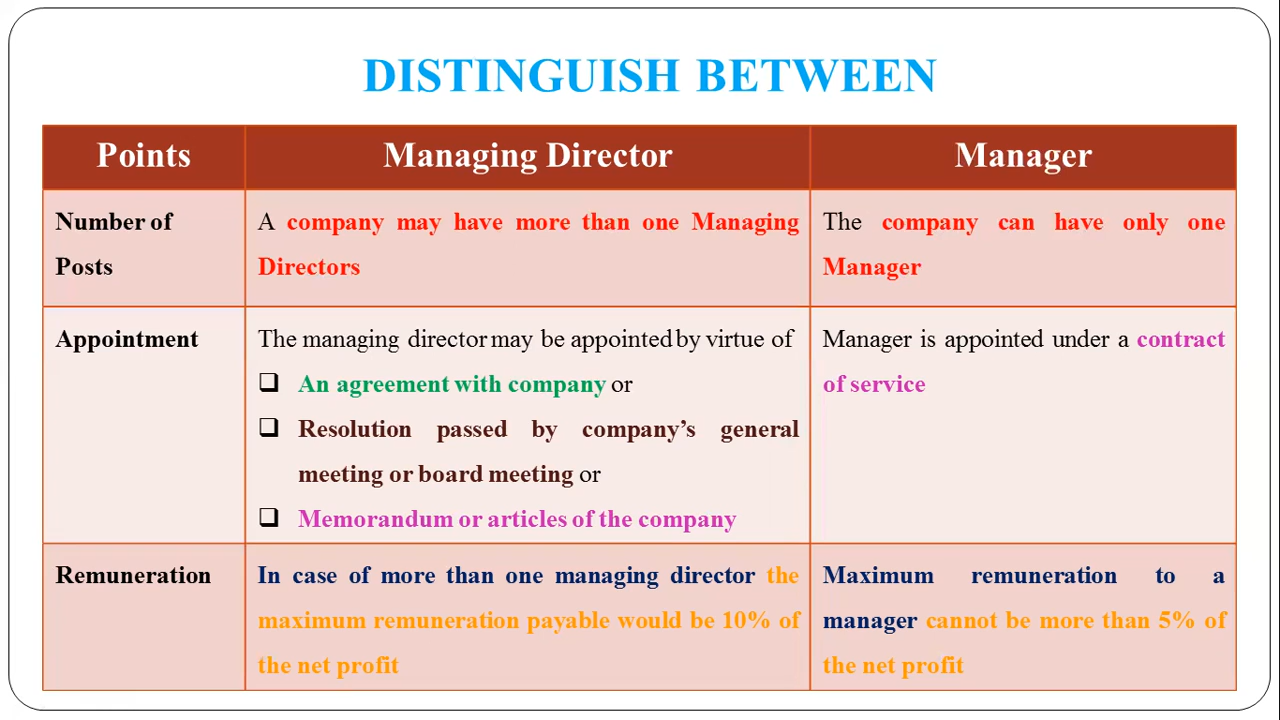 DISTINGUISH BETWEEN
Points
Managing Director
Manager
Number of
Posts
A company may have more than one Managing
Directors
The company can have only one
Manager
Appointment
The managing director may be appointed by virtue of
❑ An agreement with company or
❑ Resolution passed by company's general
meeting or board meeting or
❑ Memorandum or articles of the company
Manager is appointed under a contract
of service
Remuneration
In case of more than one managing director the
maximum remuneration payable would be 10% of
the net profit
Maximum remuneration to a
manager cannot be more than 5% of
the net profit